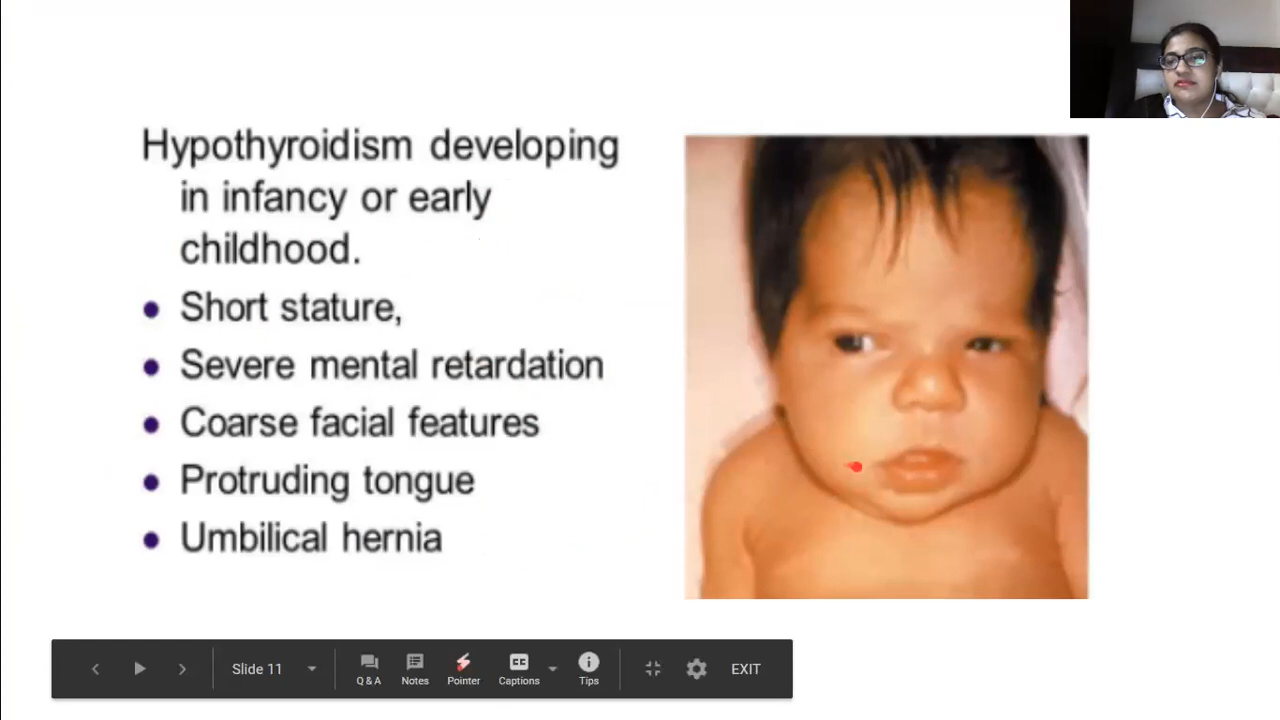 Hypothyroidism developing
in infancy or early
childhood.
● Short stature,
● Severe mental retardation
● Coarse facial features
● Protruding tongue
● Umbilical hernia
Slide 11
Q & A
Notes
Pointer
CC
Captions
Tips
EXIT